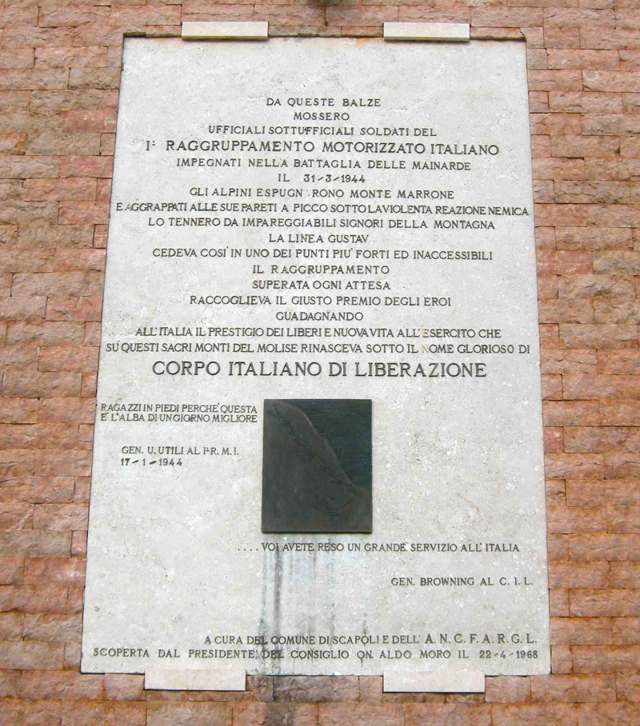 DA QUESTE BALZE
MOSSERO
UFFICIALI SOTTUFFICIALI SOLDATI DEL
I° RAGGRUPPAMENTO MOTORIZZATO ITALIANO
IMPEGNATI NELLA BATTAGLIA DELLE MAINARDE
IL 31-3-1944
GLI ALPINI ESPUGN RONO MONTE MARRONE
E AGGRAPPATI ALLE SUE PARETI A PICCO SOTTO LA VIOLENTA REAZIONE NEMICA
LO TENNERO DA IMPAREGGIABILI SIGNORI DELLA MONTAGNA
LA LINEA GUSTAV
CEDEVA COSI' IN UNO DEI PUNTI PIU' FORTI ED INACCESSIBILI
IL RAGGRUPPAMENTO
SUPERATA OGNI ATTESA
RACCOGLIEVA IL GIUSTO PREMIO DEGLI EROI
GUADAGNANDO
ALL'ITALIA IL PRESTIGIO DEI LIBERI E NUOVA VITA ALL'ESERCITO CHE
SU QUESTI SACRI MONTI DEL MOLISE RINASCEVA SOTTO IL NOME GLORIOSO DI
CORPO ITALIANO DI LIBERAZIONE
RAGAZZI IN PIEDI PERCHE' QUESTA
E' L'ALBA DI UN GIORNO MIGLIORE
GEN. U. UTILI AL I° R. M. I.
17-1-1944
.... VOI AVETE RESO UN GRANDE SERVIZIO ALL'ITALIA
GEN. BROWNING AL C. I. L.
A CURA DEL COMUNE DI SCAPOLI E DELL' A. N. C. F. A. R. G. L.
SCOPERTA DAL PRESIDENTE DEL CONSIGLIO ON. ALDO MORO IL 22-4-1968